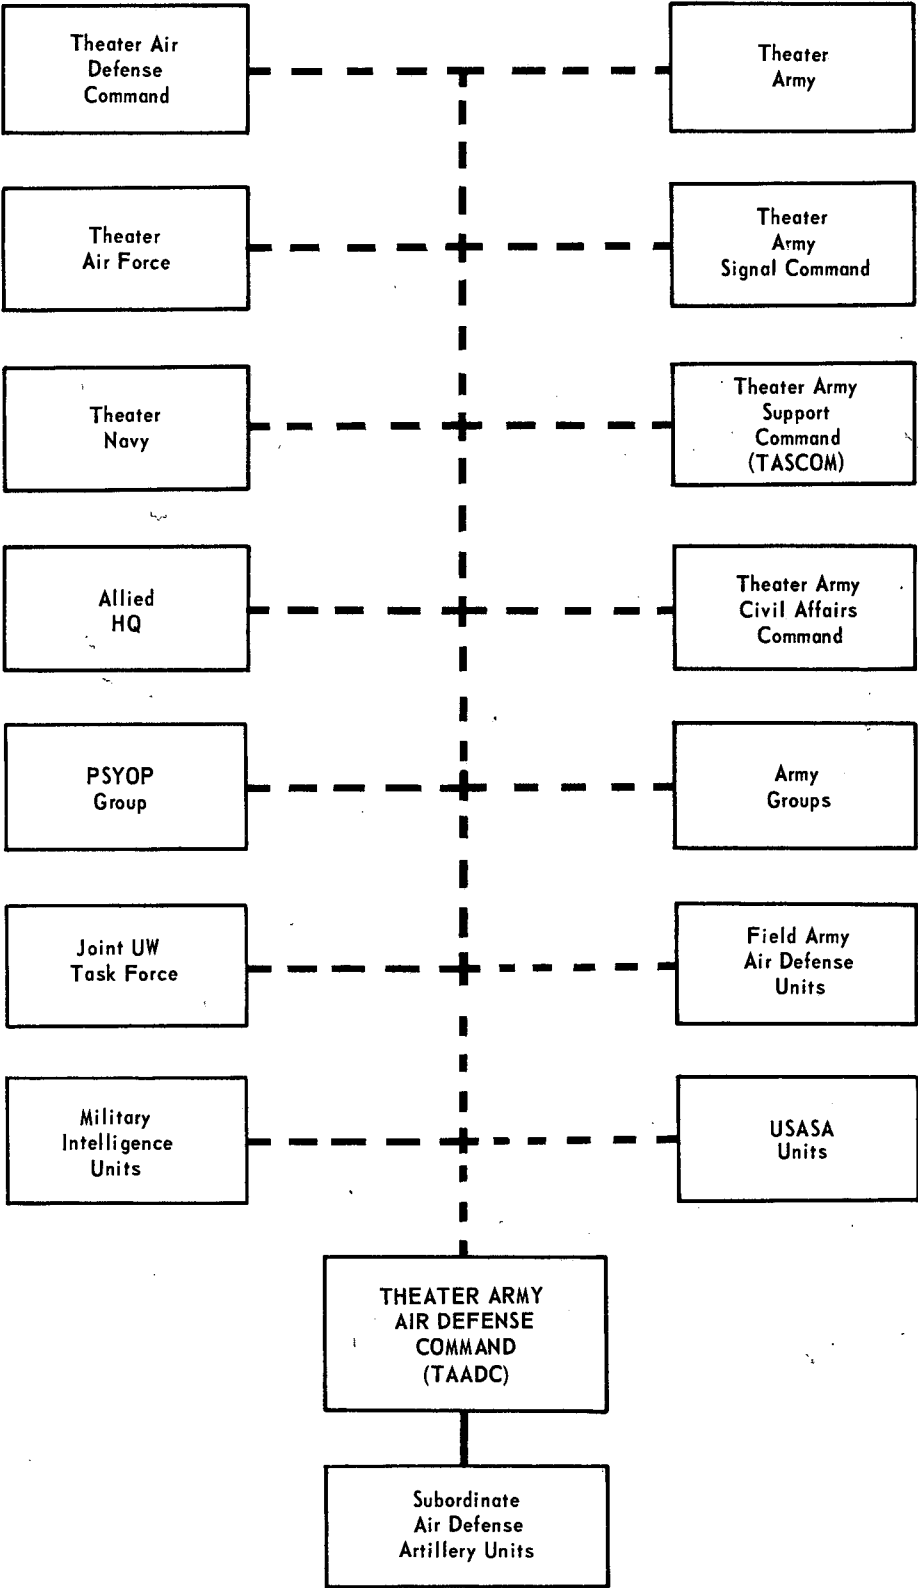 Theater Air
Defense
Command
Theater
Army
Theater
Air Force
Theater
Army
Signal Command
Theater
Navy
Theater Army
Support
Command
(TASCOM)
Allied
HQ
Theater Army
Civil Affairs
Command
PSYOP
Group
Army
Groups
Joint UW
Task Force
Field Army
Air Defense
Units
Military
Intelligence
Units
USASA
Units
THEATER ARMY
AIR DEFENSE
COMMAND
(TAADC)
Subordinate
Air Defense
Artillery Units